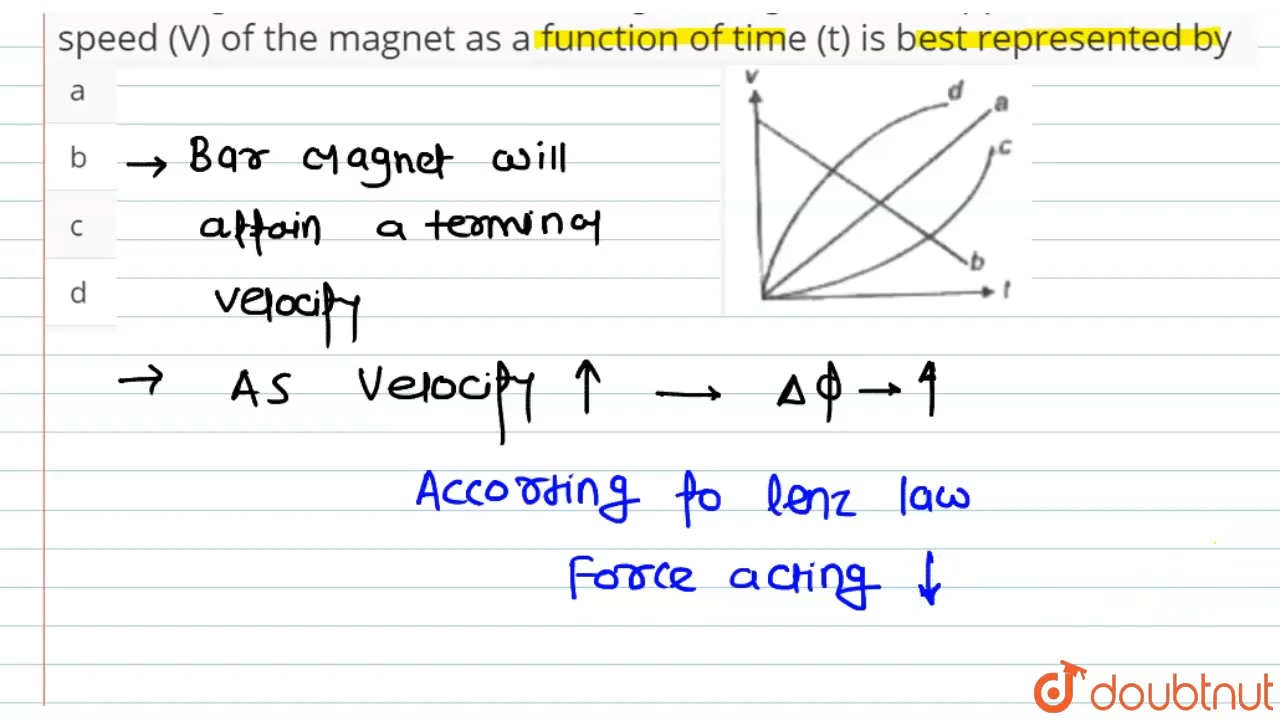 speed (V) of the magnet as a function of time (t) is best represented by
a
b
c
d
V
d
a
c
b
t
→ Bar Magnet will
attain a terminal
velocity
→ As Velocity ↑ → Δϕ → ↑
According to lenz law
Force acting ↓
doubtnut